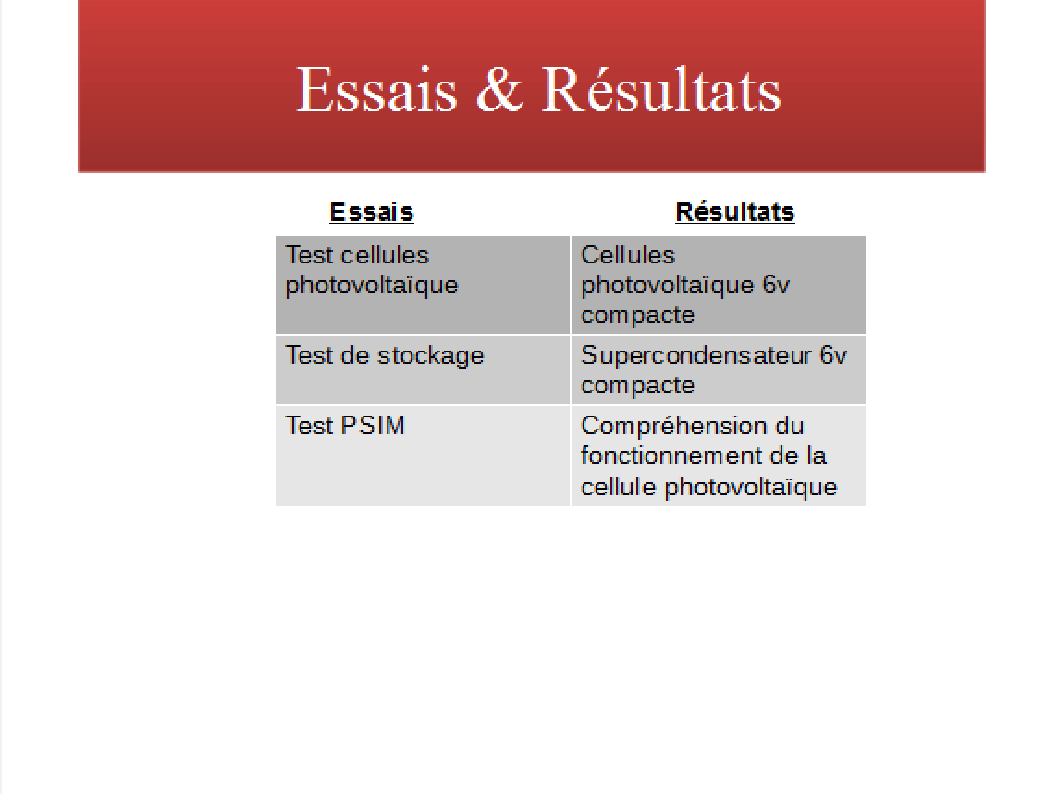 Essais & Résultats
Essais
Résultats
Test cellules
photovoltaïque
Cellules
photovoltaïque 6v
compacte
Test de stockage
Supercondensateur 6v
compacte
Test PSIM
Compréhension du
fonctionnement de la
cellule photovoltaïque